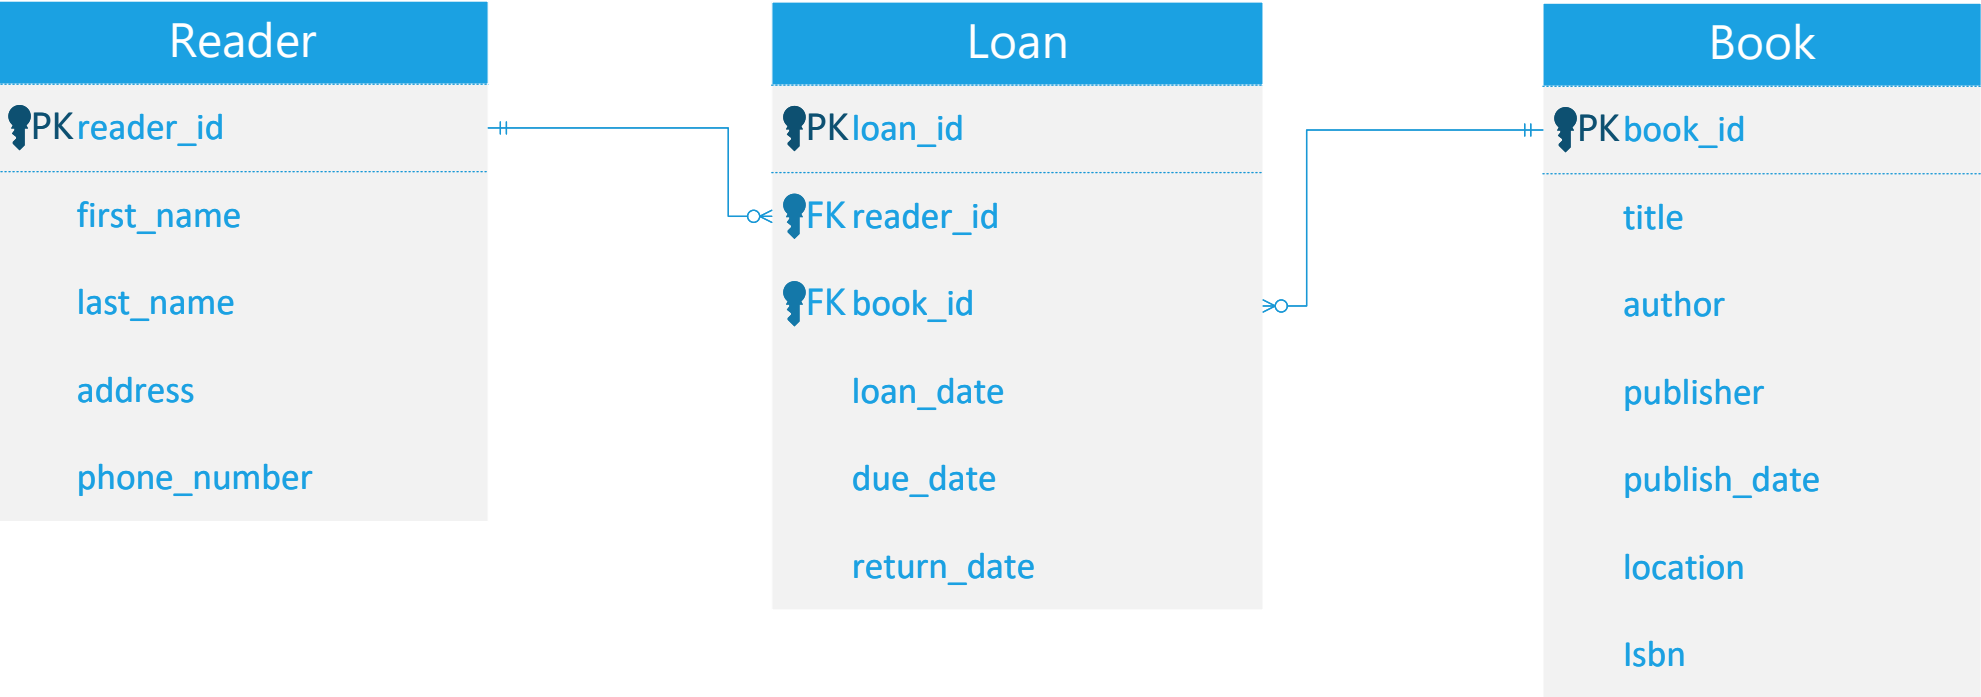 Reader
PK reader_id
first_name
last_name
address
phone_number
Loan
PK loan_id
FK reader_id
FK book_id
loan_date
due_date
return_date
Book
PK book_id
title
author
publisher
publish_date
location
Isbn